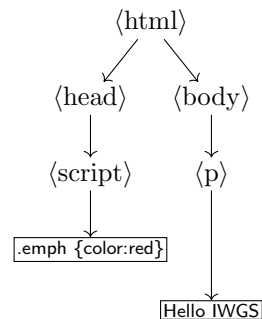 ⟨html⟩
⟨head⟩ ⟨body⟩
⟨script⟩ ⟨p⟩
.emph {color:red}
Hello IWGS